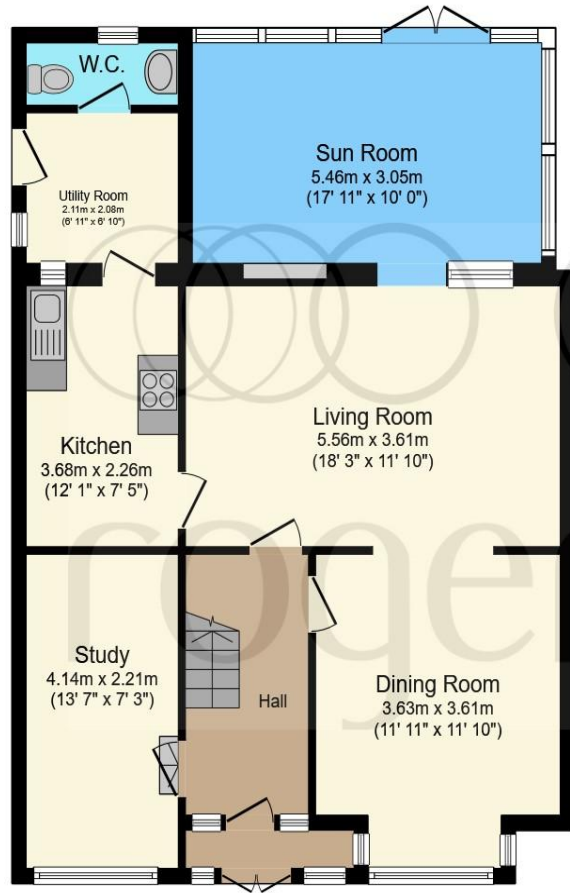 W.C.
Sun Room
5.46m x 3.05m
(17' 11" x 10' 0")
Utility Room
2.11m x 2.08m
(6' 11" x 6' 10")
Living Room
5.56m x 3.61m
(18' 3" x 11' 10")
Kitchen
3.68m x 2.26m
(12' 1" x 7' 5")
Study
4.14m x 2.21m
(13' 7" x 7' 3")
Hall
Dining Room
3.63m x 3.61m
(11' 11" x 11' 10")